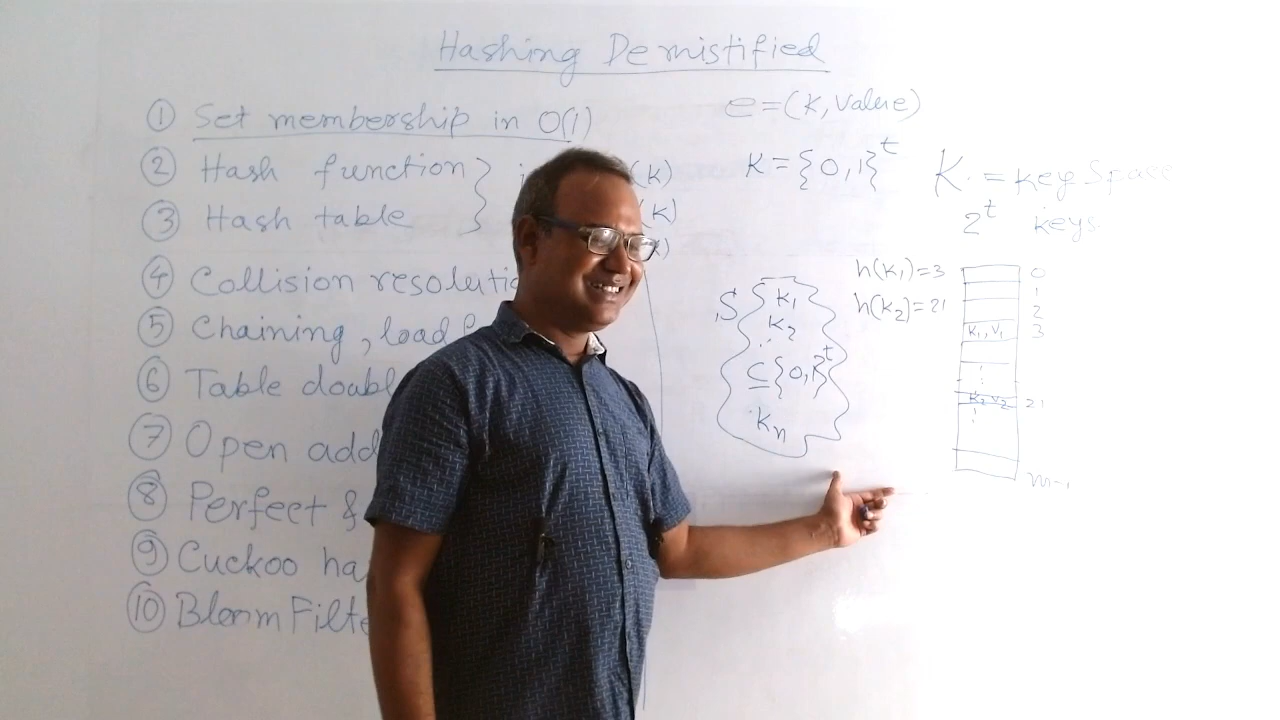 Hashing Demistified
① Set membership in O(1)
② Hash function
③ Hash table
(k)
(k)
④ Collision resolutio
⑤ Chaining, load f
⑥ Table doubl
⑦ Open add
⑧ Perfect &
⑨ Cuckoo ha
⑩ Bloom Filte
e = (k, value)
k = {0,1}^t
K = key Space
2^t keys
S
k1
k2
⊆ {0,1}^t
kn
h(k1)=3
h(k2)=21
0
1
2
k1, v1 3
k2 v2 21
m-1